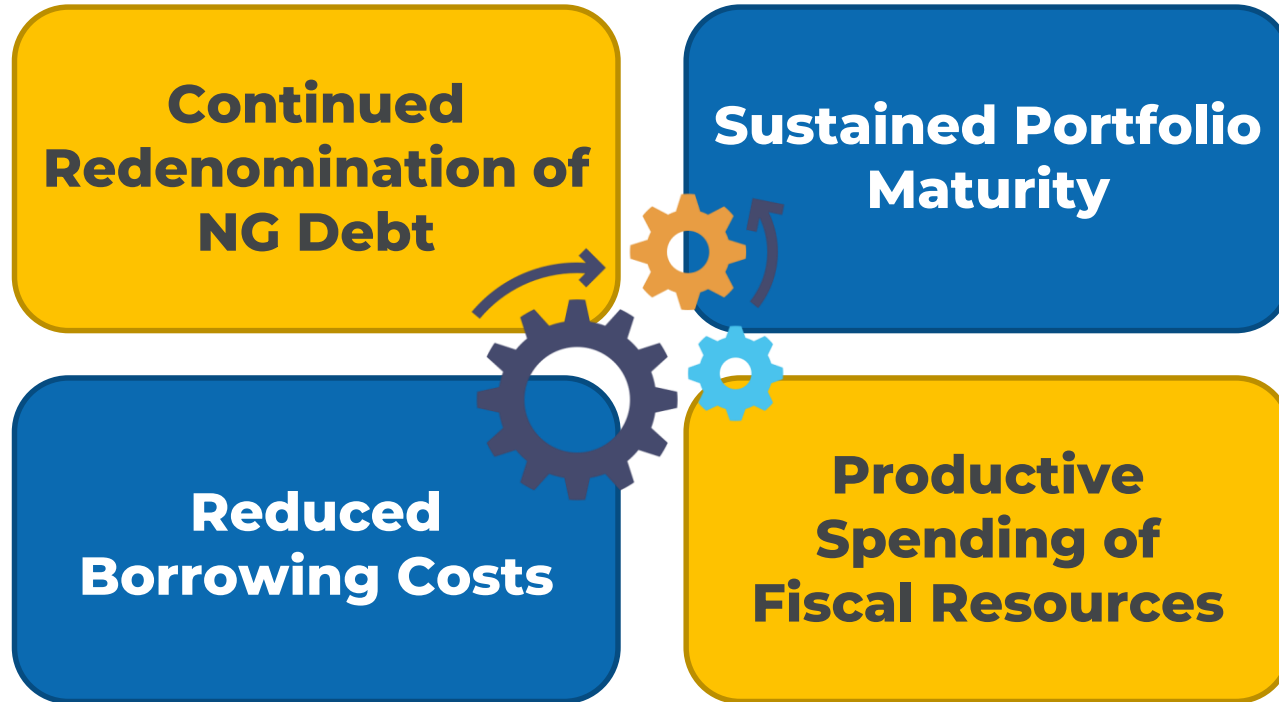 Continued
Redenomination of
NG Debt
Sustained Portfolio
Maturity
Reduced
Borrowing Costs
Productive
Spending of
Fiscal Resources